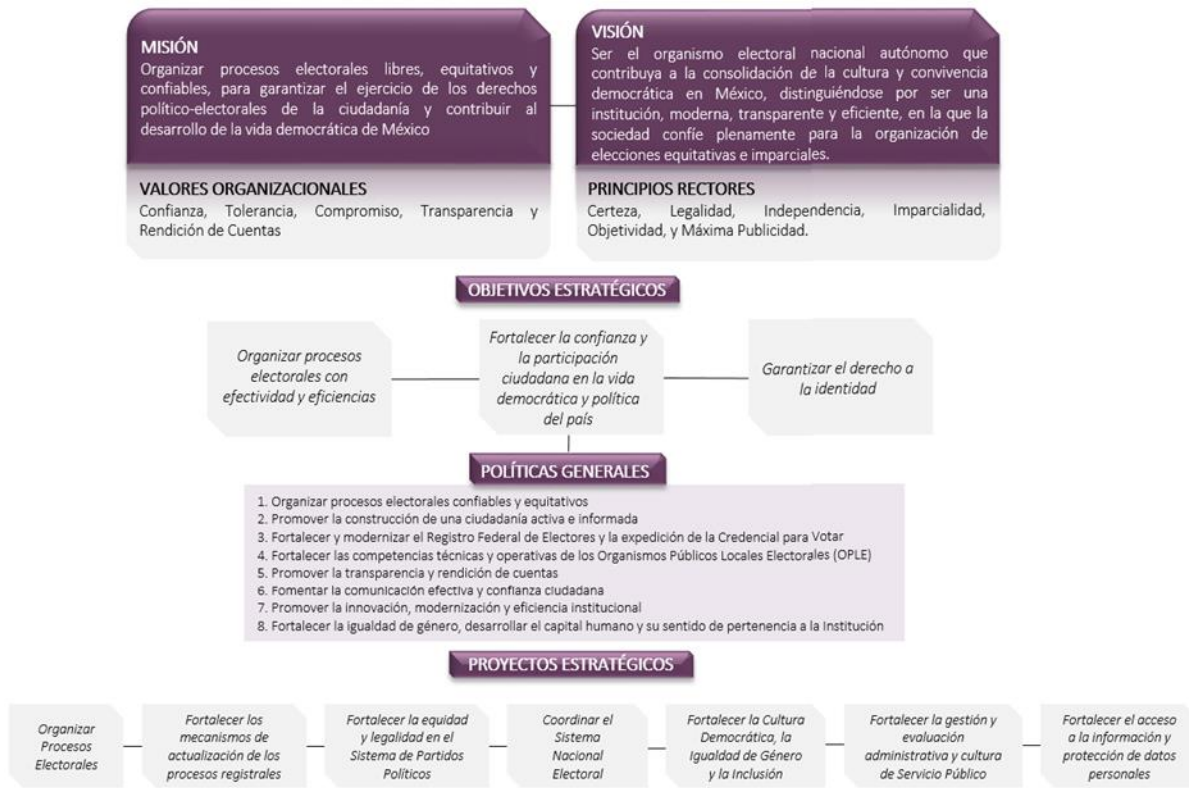 MISIÓN
Organizar procesos electorales libres, equitativos y
confiables, para garantizar el ejercicio de los derechos
político-electorales de la ciudadanía y contribuir al
desarrollo de la vida democrática de México
VALORES ORGANIZACIONALES
Confianza, Tolerancia, Compromiso, Transparencia y
Rendición de Cuentas
VISIÓN
Ser el organismo electoral nacional autónomo que
contribuya a la consolidación de la cultura y convivencia
democrática en México, distinguiéndose por ser una
institución, moderna, transparente y eficiente, en la que la
sociedad confíe plenamente para la organización de
elecciones equitativas e imparciales.
PRINCIPIOS RECTORES
Certeza, Legalidad, Independencia, Imparcialidad,
Objetividad, y Máxima Publicidad.
OBJETIVOS ESTRATÉGICOS
Organizar procesos
electorales con
efectividad y eficiencias
Fortalecer la confianza y
la participación
ciudadana en la vida
democrática y política
del país
Garantizar el derecho a
la identidad
POLÍTICAS GENERALES
1. Organizar procesos electorales confiables y equitativos
2. Promover la construcción de una ciudadanía activa e informada
3. Fortalecer y modernizar el Registro Federal de Electores y la expedición de la Credencial para Votar
4. Fortalecer las competencias técnicas y operativas de los Organismos Públicos Locales Electorales (OPLE)
5. Promover la transparencia y rendición de cuentas
6. Fomentar la comunicación efectiva y confianza ciudadana
7. Promover la innovación, modernización y eficiencia institucional
8. Fortalecer la igualdad de género, desarrollar el capital humano y su sentido de pertenencia a la Institución
PROYECTOS ESTRATÉGICOS
Organizar
Procesos
Electorales
Fortalecer los
mecanismos de
actualización de los
procesos registrales
Fortalecer la equidad
y legalidad en el
Sistema de Partidos
Políticos
Coordinar el
Sistema
Nacional
Electoral
Fortalecer la Cultura
Democrática, la
Igualdad de Género
y la Inclusión
Fortalecer la gestión y
evaluación
administrativa y cultura
de Servicio Público
Fortalecer el acceso
a la información y
protección de datos
personales